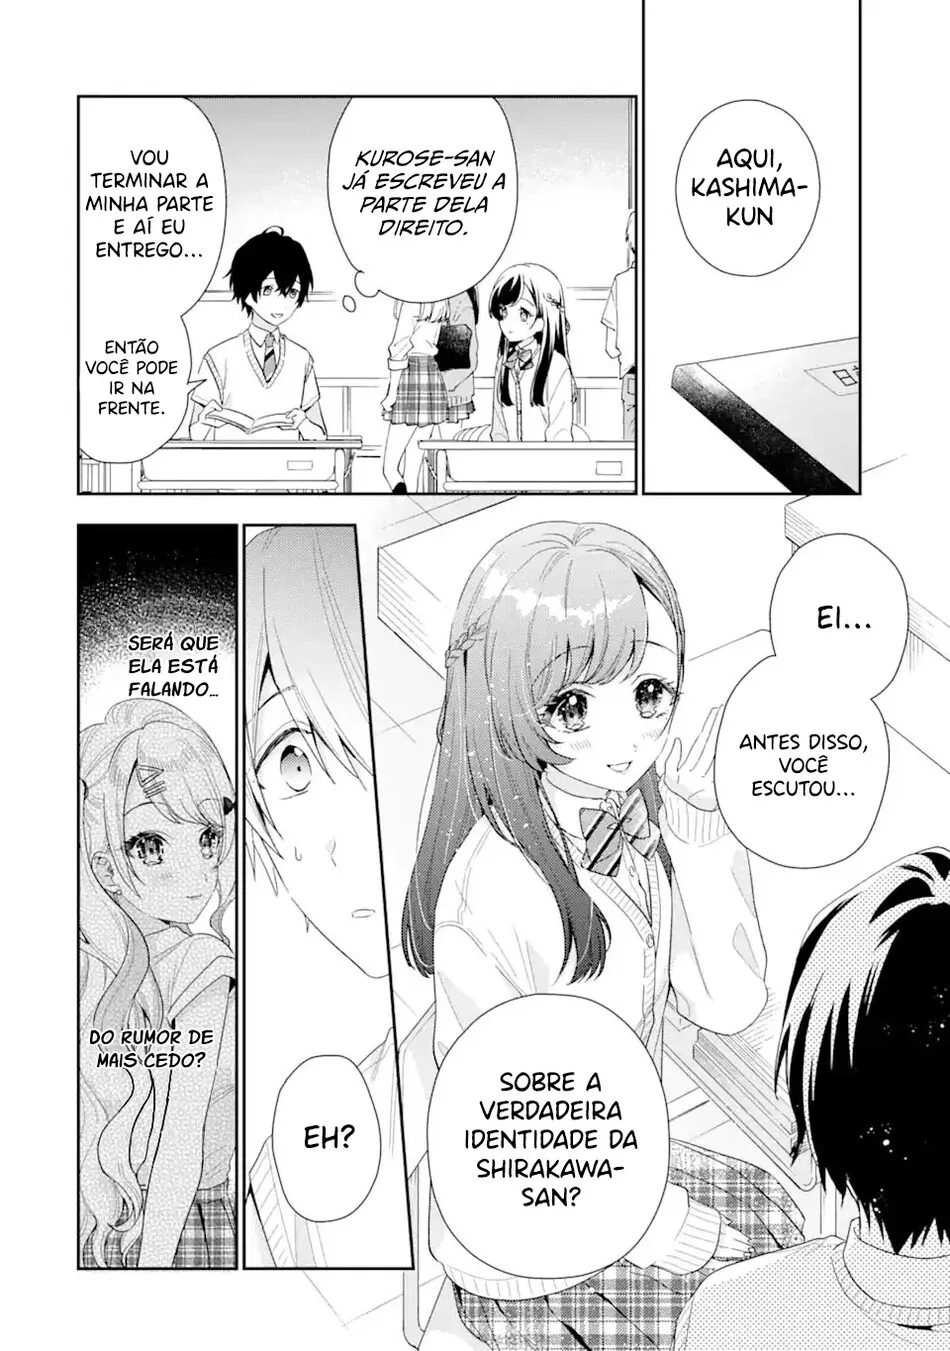 AQUI,
KASHIMA-
KUN
KUROSE-SAN
JÁ ESCREVEU A
PARTE DELA
DIREITO.
VOU
TERMINAR A
MINHA PARTE
E AÍ EU
ENTREGO...
ENTÃO
VOCÊ PODE
IR NA
FRENTE.
EI...
ANTES DISSO,
VOCÊ
ESCUTOU...
SOBRE A
VERDADEIRA
IDENTIDADE DA
SHIRAKAWA-
SAN?
EH?
SERÁ QUE
ELA ESTÁ
FALANDO...
DO RUMOR DE
MAIS CEDO?